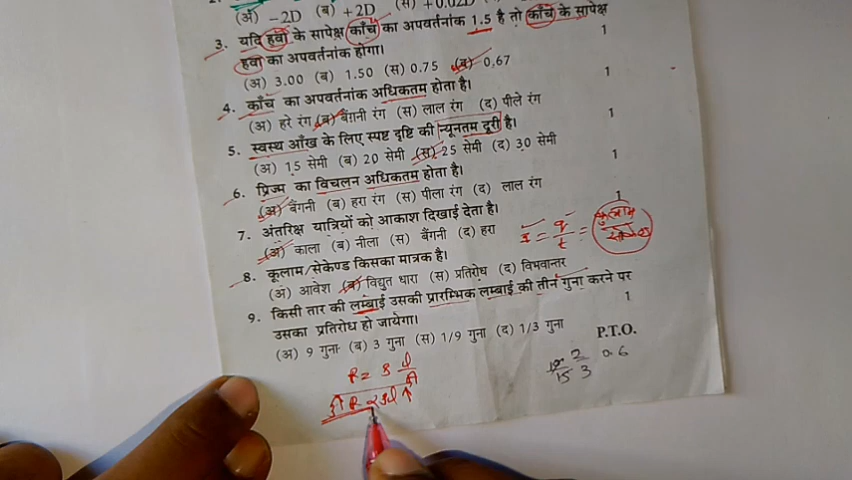 (अ) -2D (ब) +2D (स) +0.02D
3. यदि हवा के सापेक्ष काँच का अपवर्तनांक 1.5 है तो काँच के सापेक्ष 1
हवा का अपवर्तनांक होगा।
(अ) 3.00 (ब) 1.50 (स) 0.75 (द) 0.67
4. काँच का अपवर्तनांक अधिकतम होता है। 1
(अ) हरे रंग (ब) बैंगनी रंग (स) लाल रंग (द) पीले रंग
5. स्वस्थ आँख के लिए स्पष्ट दृष्टि की न्यूनतम दूरी है। 1
(अ) 15 सेमी (ब) 20 सेमी (स) 25 सेमी (द) 30 सेमी
6. प्रिज्म का विचलन अधिकतम होता है। 1
(अ) बैंगनी (ब) हरा रंग (स) पीला रंग (द) लाल रंग
7. अंतरिक्ष यात्रियों को आकाश दिखाई देता है। 1
(अ) काला (ब) नीला (स) बैंगनी (द) हरा
8. कूलाम/सेकेण्ड किसका मात्रक है।
(अ) आवेश (ब) विद्युत धारा (स) प्रतिरोध (द) विभवान्तर
9. किसी तार की लम्बाई उसकी प्रारम्भिक लम्बाई की तीन गुना करने पर 1
उसका प्रतिरोध हो जायेगा।
(अ) 9 गुना (ब) 3 गुना (स) 1/9 गुना (द) 1/3 गुना
P.T.O.